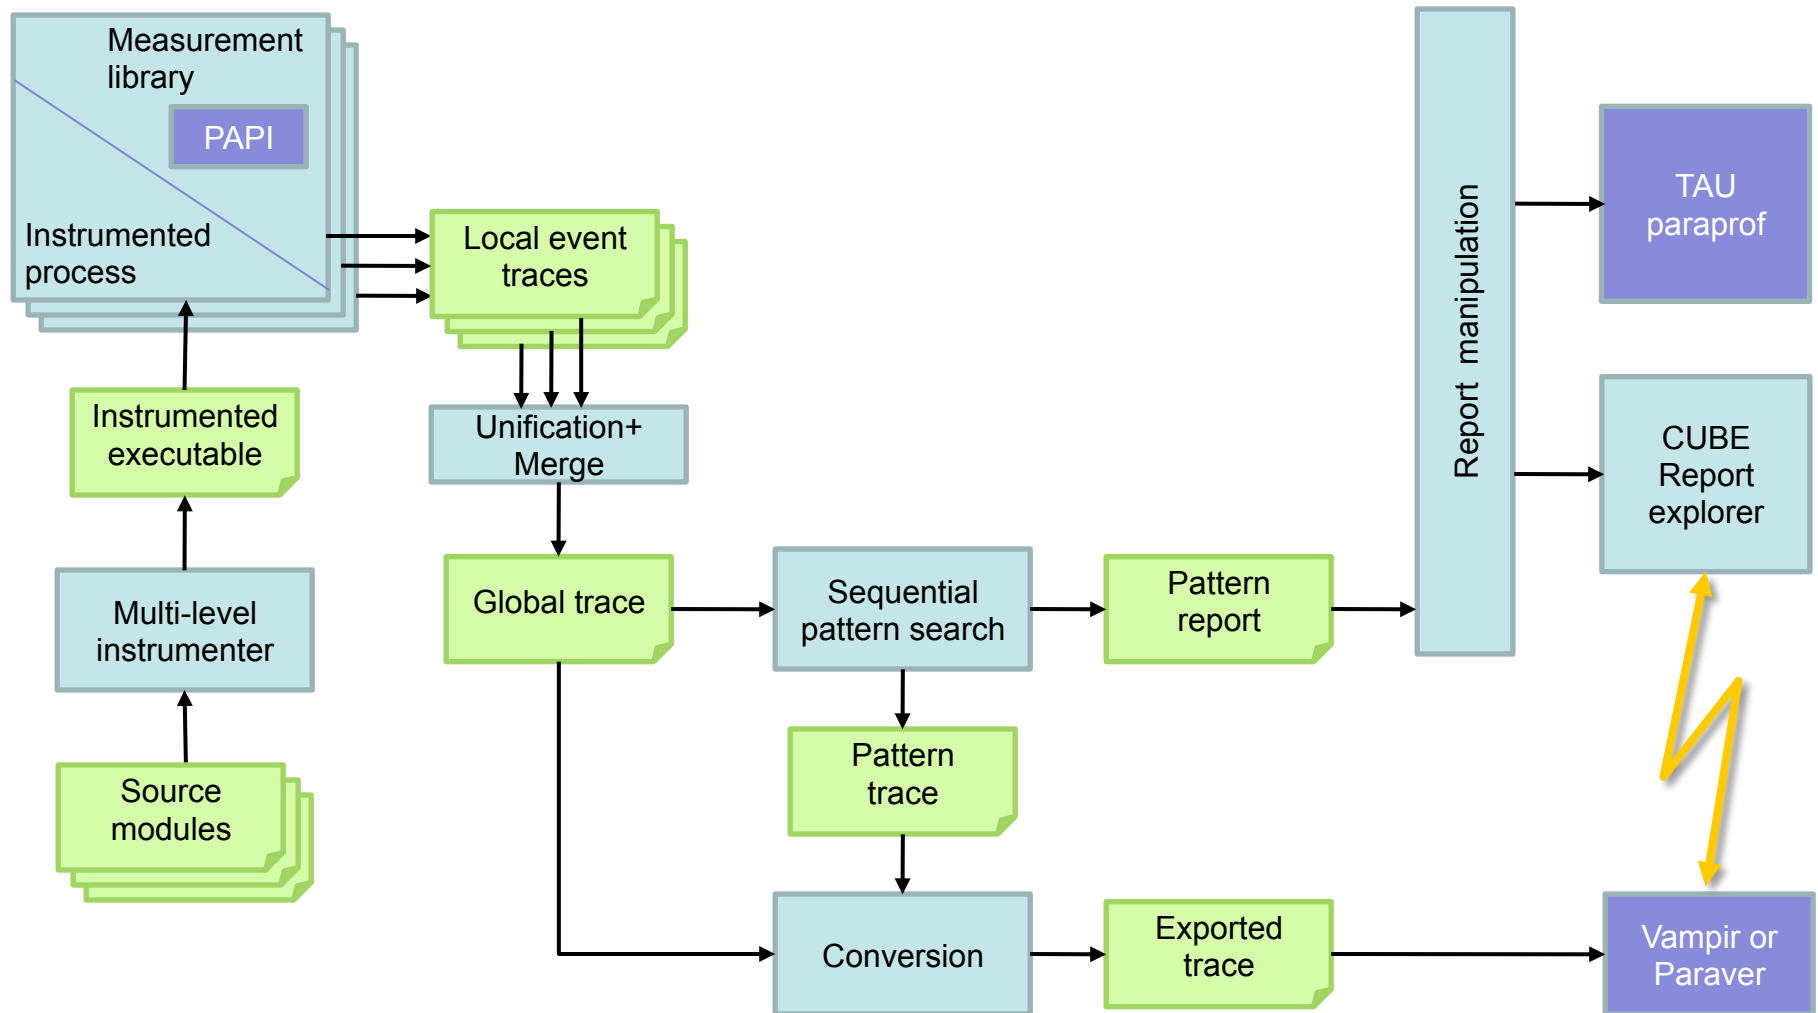 Measurement
library
PAPI
Instrumented
process
Local event
traces
Instrumented
executable
Unification+
Merge
Multi-level
instrumenter
Global trace
Sequential
pattern search
Pattern
report
Source
modules
Pattern
trace
Conversion
Exported
trace
Report manipulation
TAU
paraprof
CUBE
Report
explorer
Vampir or
Paraver